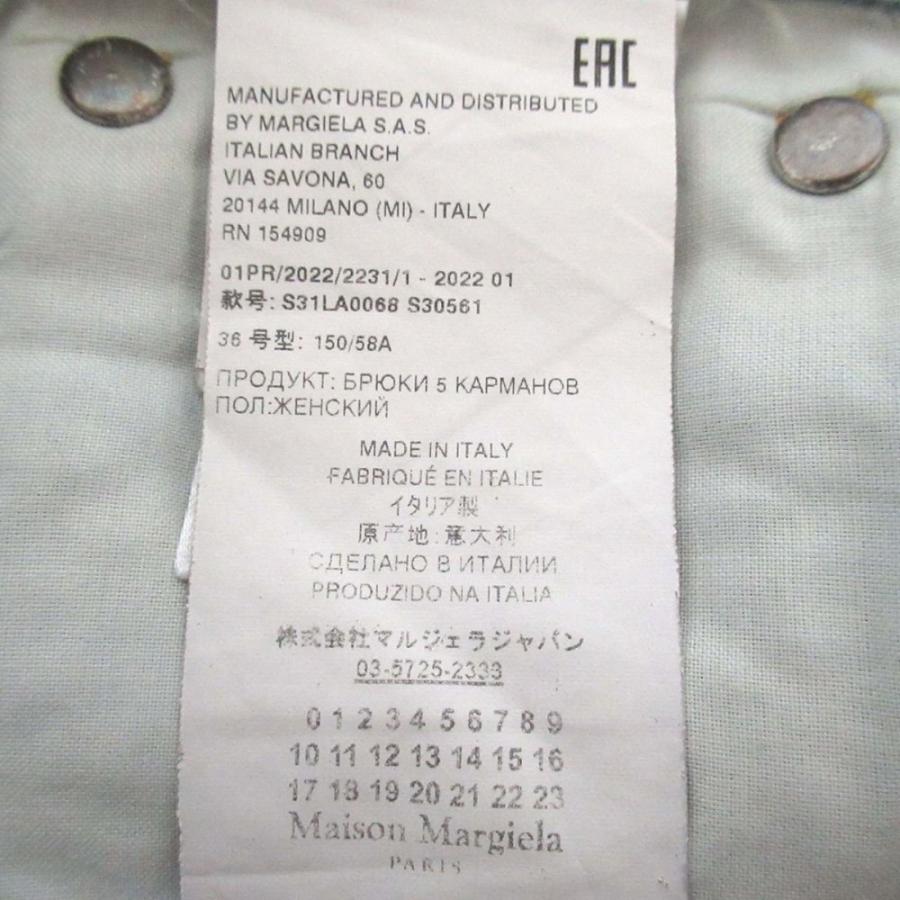 EAC
MANUFACTURED AND DISTRIBUTED
BY MARGIELA S.A.S.
ITALIAN BRANCH
VIA SAVONA, 60
20144 MILANO (MI) - ITALY
RN 154909
01PR/2022/2231/1 - 2022 01
款号: S31LA0068 S30561
36 号型: 150/58A
ПРОДУКТ: БРЮКИ 5 КАРМАНОВ
ПОЛ:ЖЕНСКИЙ
MADE IN ITALY
FABRIQUÉ EN ITALIE
イタリア製
原产地:意大利
СДЕЛАНО В ИТАЛИИ
PRODUZIDO NA ITALIA
株式会社マルジェラジャパン
03-5725-2333
0 1 2 3 4 5 6 7 8 9
10 11 12 13 14 15 16
17 18 19 20 21 22 23
Maison Margiela
PARIS